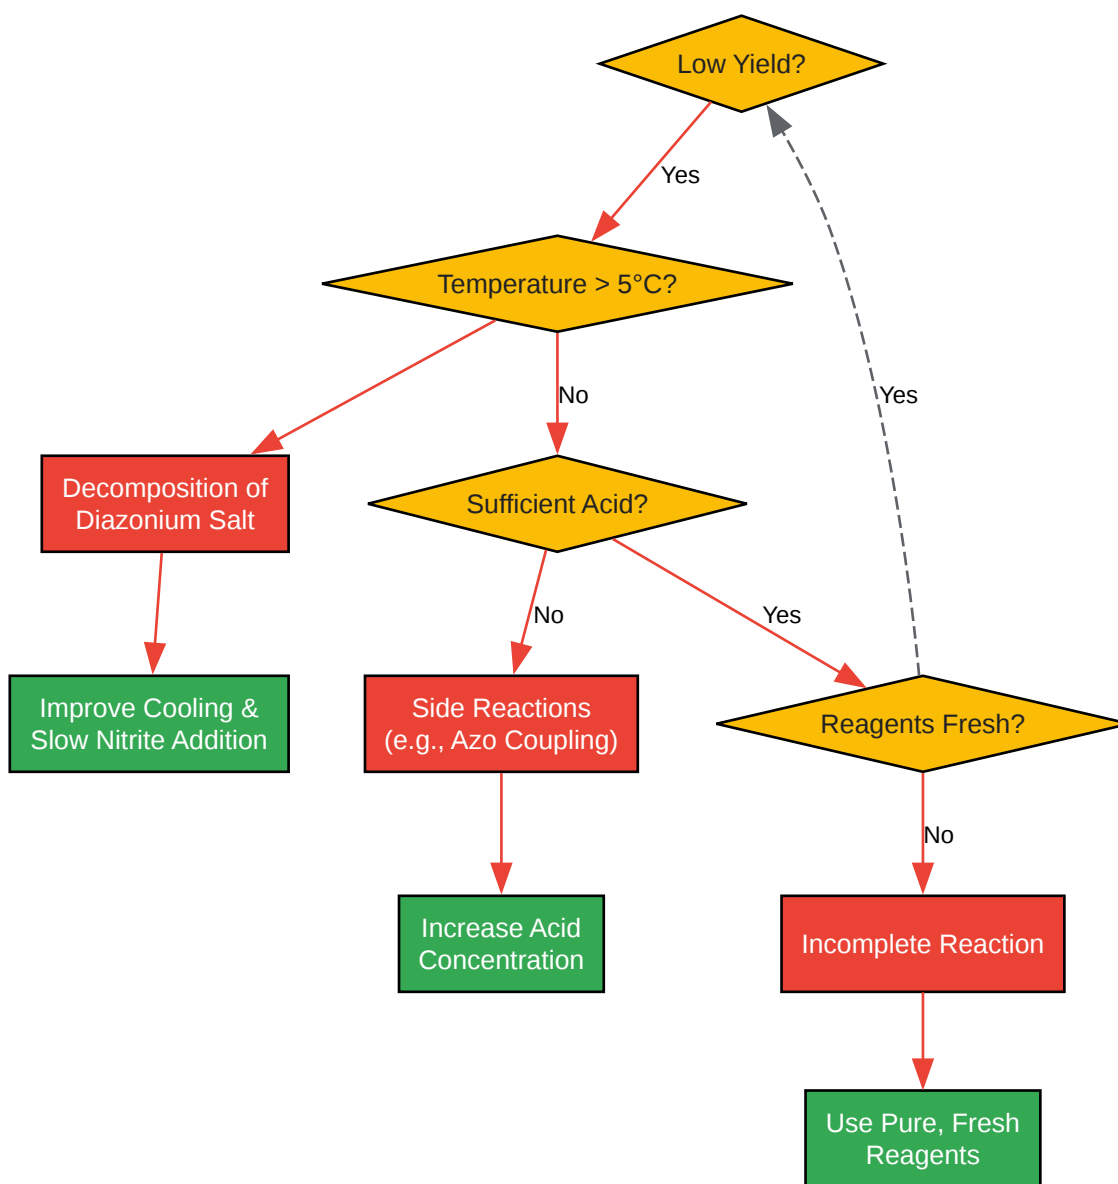 Low Yield?
Yes
Temperature > 5°C?
No
Yes
Decomposition of
Diazonium Salt
Sufficient Acid?
No
Yes
Improve Cooling &
Slow Nitrite Addition
Side Reactions
(e.g., Azo Coupling)
Reagents Fresh?
No
Increase Acid
Concentration
Incomplete Reaction
Use Pure, Fresh
Reagents